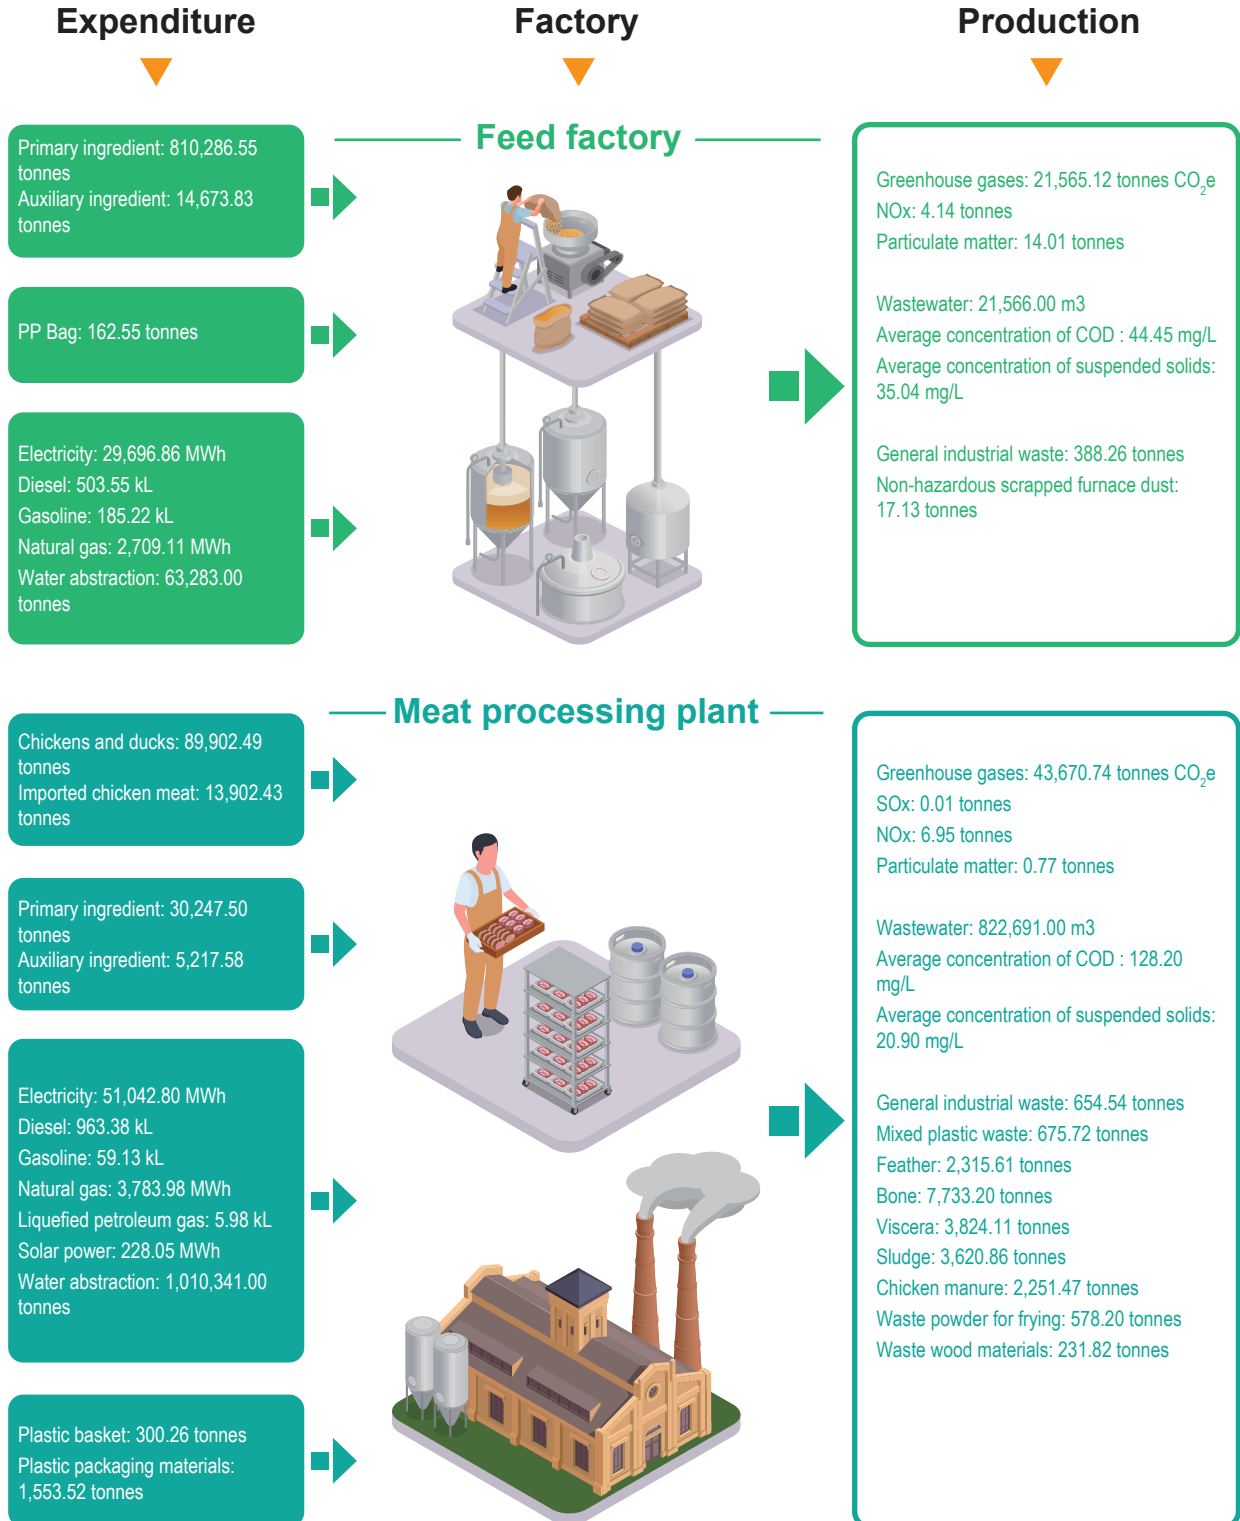 Expenditure
Factory
Production
Feed factory
Primary ingredient: 810,286.55
tonnes
Auxiliary ingredient: 14,673.83
tonnes
PP Bag: 162.55 tonnes
Electricity: 29,696.86 MWh
Diesel: 503.55 kL
Gasoline: 185.22 kL
Natural gas: 2,709.11 MWh
Water abstraction: 63,283.00
tonnes
Greenhouse gases: 21,565.12 tonnes CO₂e
NOx: 4.14 tonnes
Particulate matter: 14.01 tonnes
Wastewater: 21,566.00 m3
Average concentration of COD : 44.45 mg/L
Average concentration of suspended solids:
35.04 mg/L
General industrial waste: 388.26 tonnes
Non-hazardous scrapped furnace dust:
17.13 tonnes
Meat processing plant
Chickens and ducks: 89,902.49
tonnes
Imported chicken meat: 13,902.43
tonnes
Primary ingredient: 30,247.50
tonnes
Auxiliary ingredient: 5,217.58
tonnes
Electricity: 51,042.80 MWh
Diesel: 963.38 kL
Gasoline: 59.13 kL
Natural gas: 3,783.98 MWh
Liquefied petroleum gas: 5.98 kL
Solar power: 228.05 MWh
Water abstraction: 1,010,341.00
tonnes
Plastic basket: 300.26 tonnes
Plastic packaging materials:
1,553.52 tonnes
Greenhouse gases: 43,670.74 tonnes CO₂e
SOx: 0.01 tonnes
NOx: 6.95 tonnes
Particulate matter: 0.77 tonnes
Wastewater: 822,691.00 m3
Average concentration of COD : 128.20
mg/L
Average concentration of suspended solids:
20.90 mg/L
General industrial waste: 654.54 tonnes
Mixed plastic waste: 675.72 tonnes
Feather: 2,315.61 tonnes
Bone: 7,733.20 tonnes
Viscera: 3,824.11 tonnes
Sludge: 3,620.86 tonnes
Chicken manure: 2,251.47 tonnes
Waste powder for frying: 578.20 tonnes
Waste wood materials: 231.82 tonnes